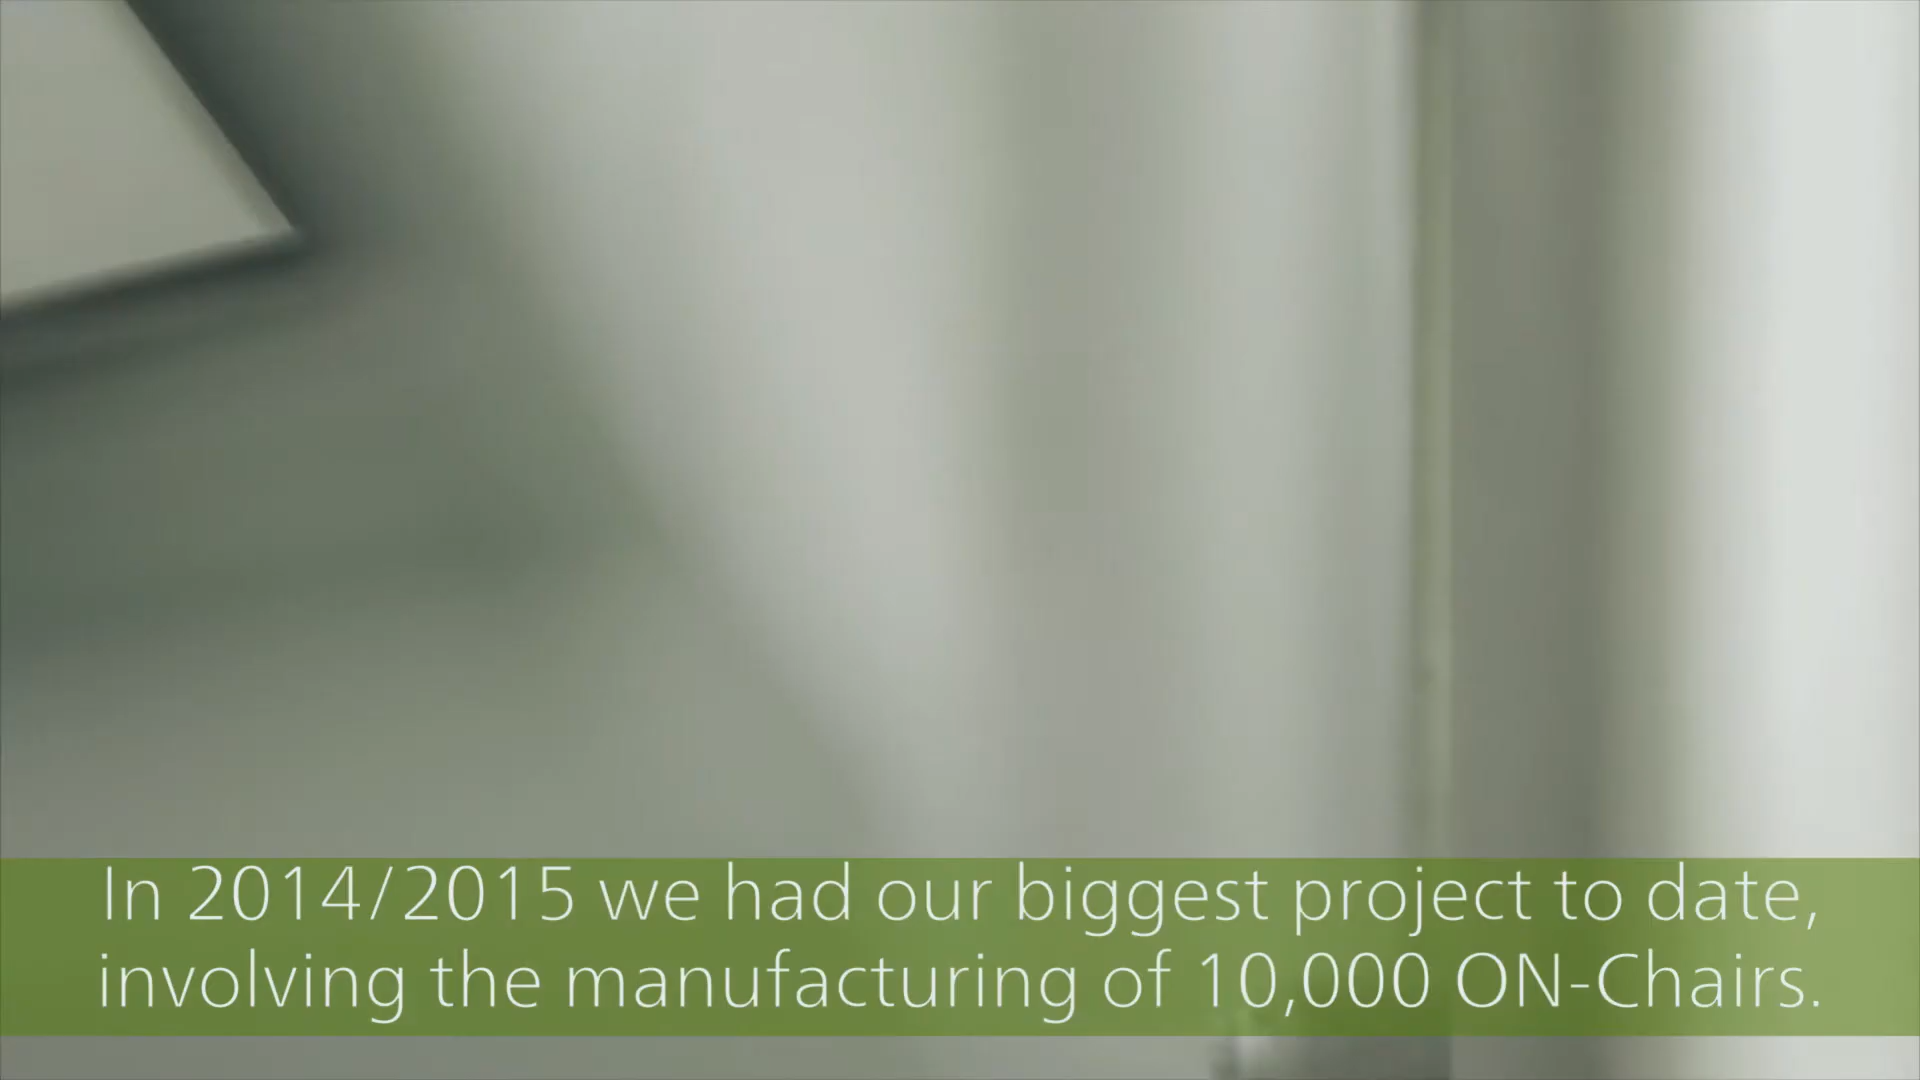 In 2014/2015 we had our biggest project to date,
involving the manufacturing of 10,000 ON-Chairs.